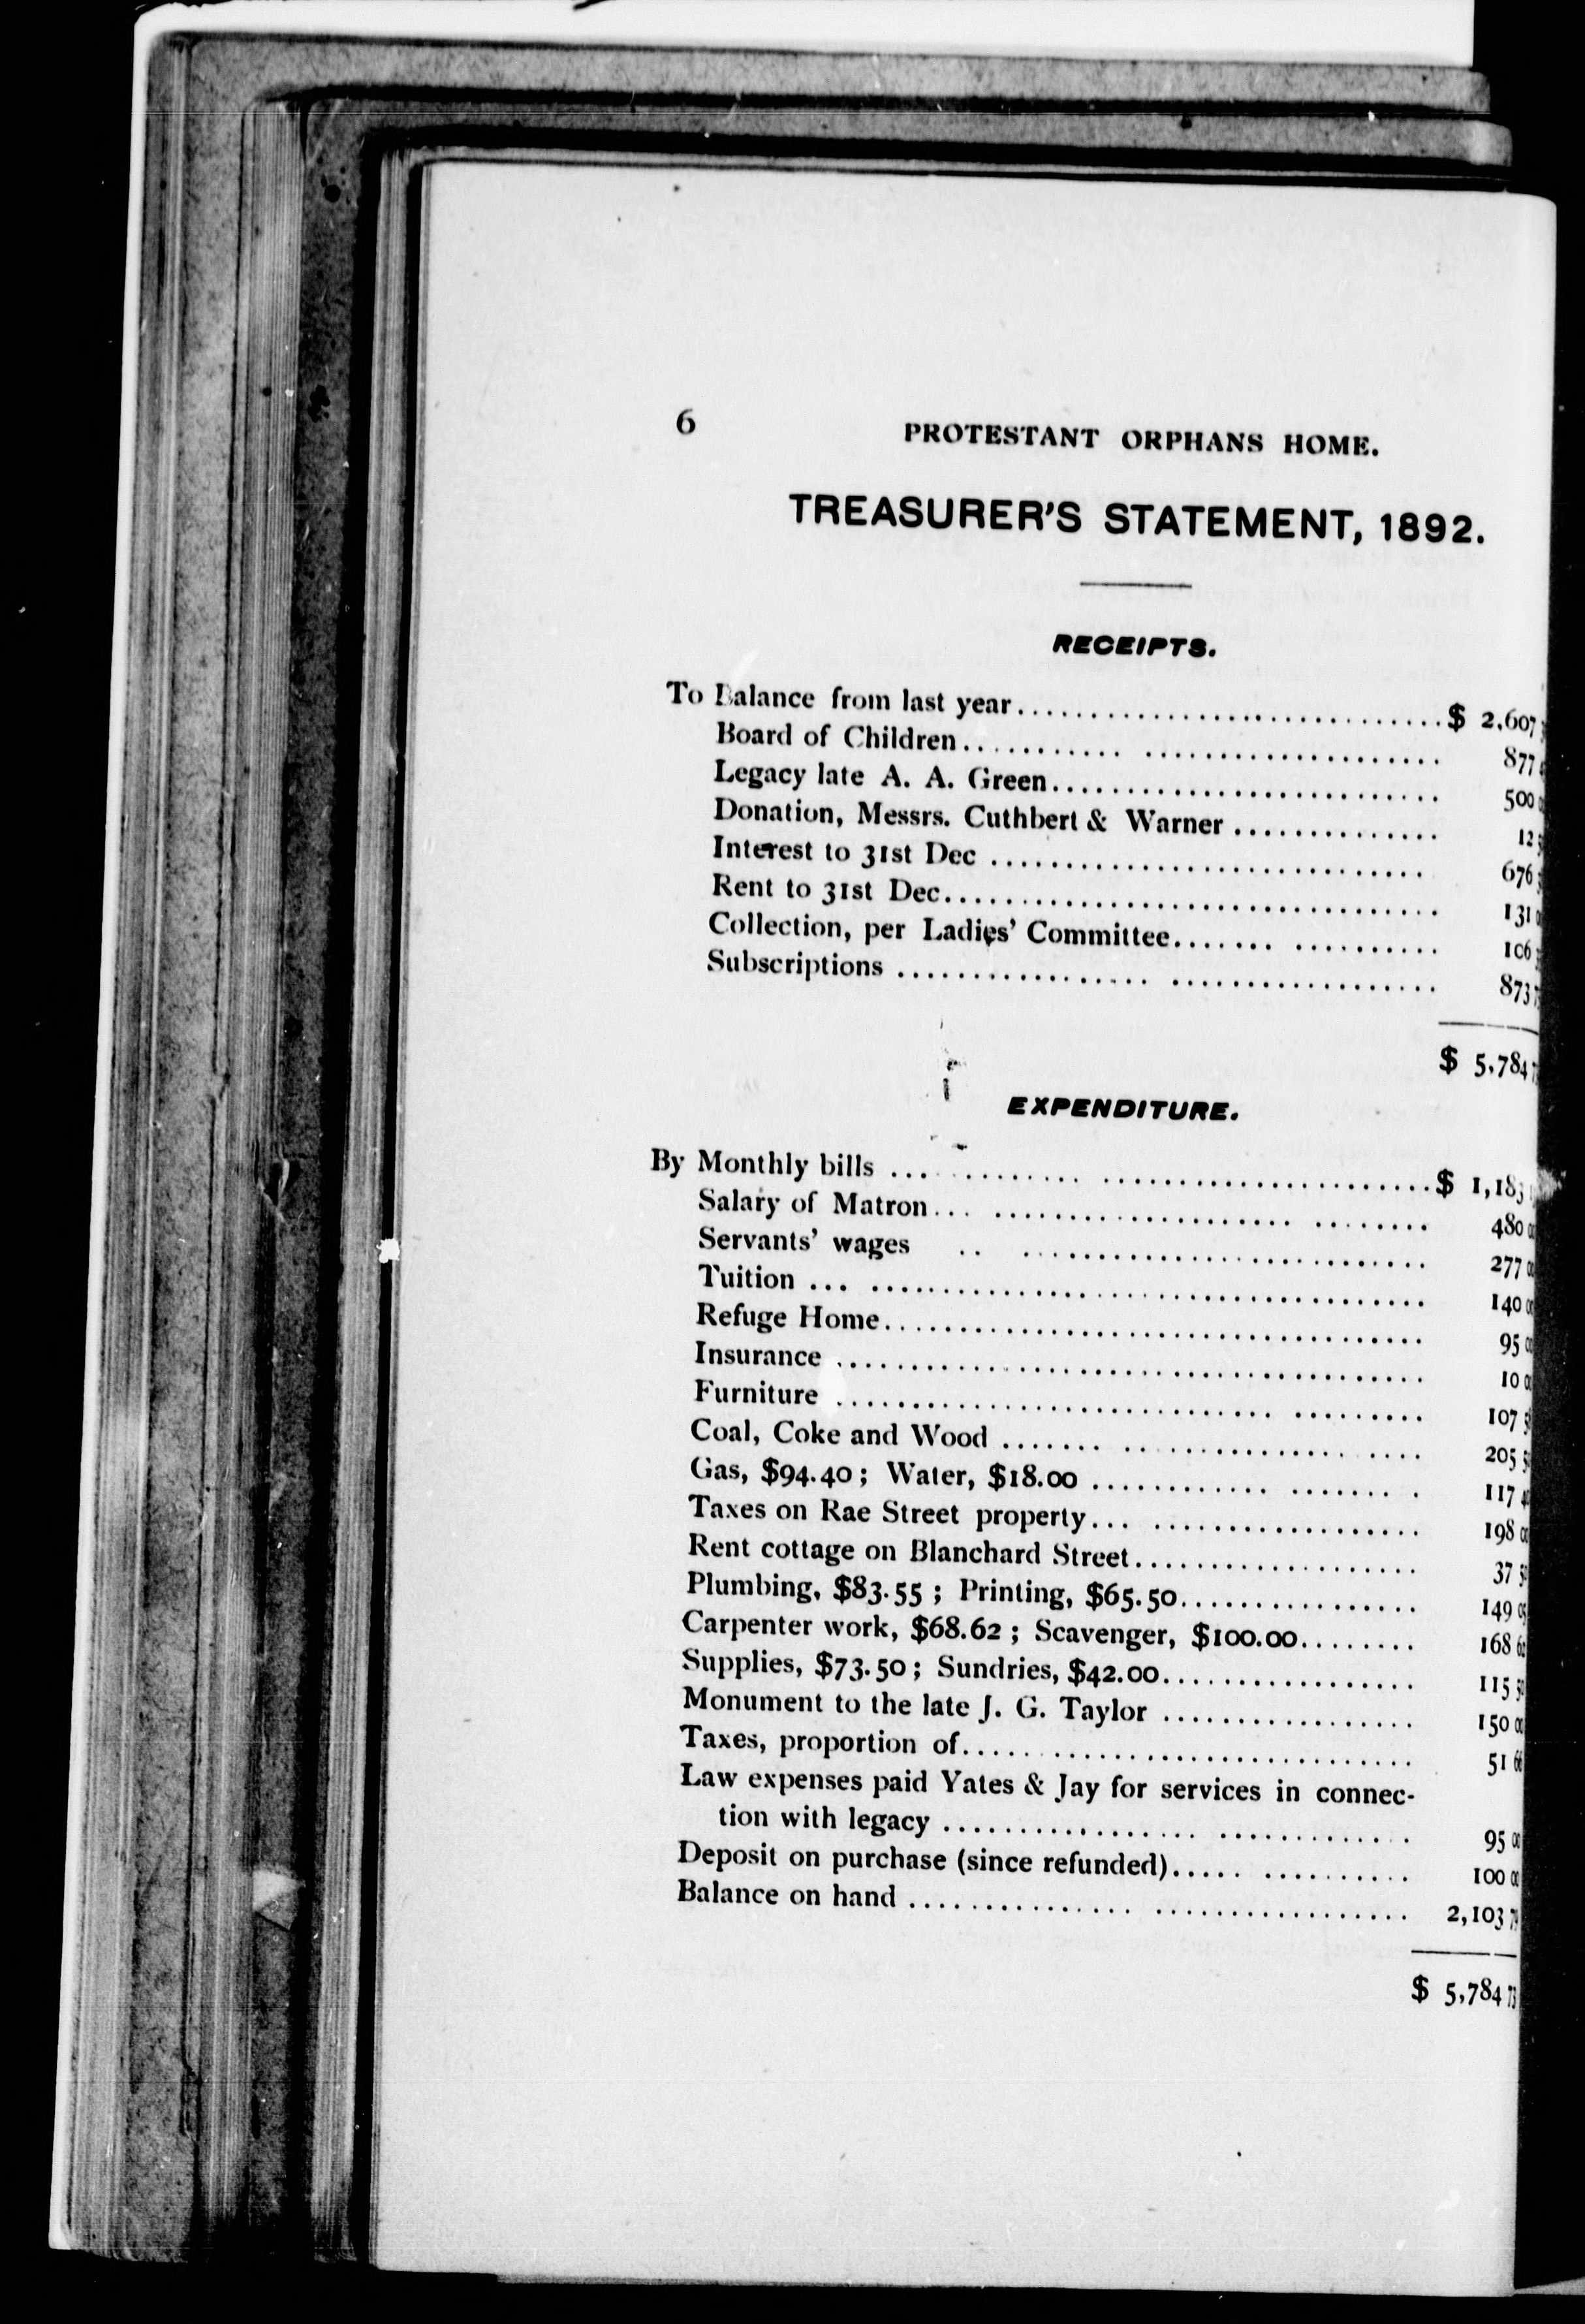 6
PROTESTANT ORPHANS HOME.
TREASURER'S STATEMENT, 1892.
RECEIPTS.
To Balance from last year..............................$ 2,607
Board of Children........... .................... 877
Legacy late A. A. Green.......................... 500
Donation, Messrs. Cuthbert & Warner .............. 12
Interest to 31st Dec .............................. 676
Rent to 31st Dec.................................. 131
Collection, per Ladies' Committee....... .......... 106
Subscriptions ................. .................. 873
$ 5,784
EXPENDITURE.
By Monthly bills ............. .......................$ 1,183
Salary of Matron... .................... ........ 480
Servants' wages .. ........................... 277
Tuition ... ...................................... 140
Refuge Home..................................... 95
Insurance ........................................ 10
Furniture .............................. ......... 107
Coal, Coke and Wood ....... .................. .... 205
Gas, $94.40; Water, $18.00 ............ ....... . 117
Taxes on Rae Street property... .................. 198
Rent cottage on Blanchard Street................... 37
Plumbing, $83.55 ; Printing, $65.50................ 149
Carpenter work, $68.62 ; Scavenger, $100.00........ 168
Supplies, $73.50; Sundries, $42.00................. 115
Monument to the late J. G. Taylor ................. 150 00
Taxes, proportion of............................... 51 66
Law expenses paid Yates & Jay for services in connec-
tion with legacy ................. ............. 95 00
Deposit on purchase (since refunded)..... .......... 100 00
Balance on hand ............... ................. 2,103
$ 5,784 73